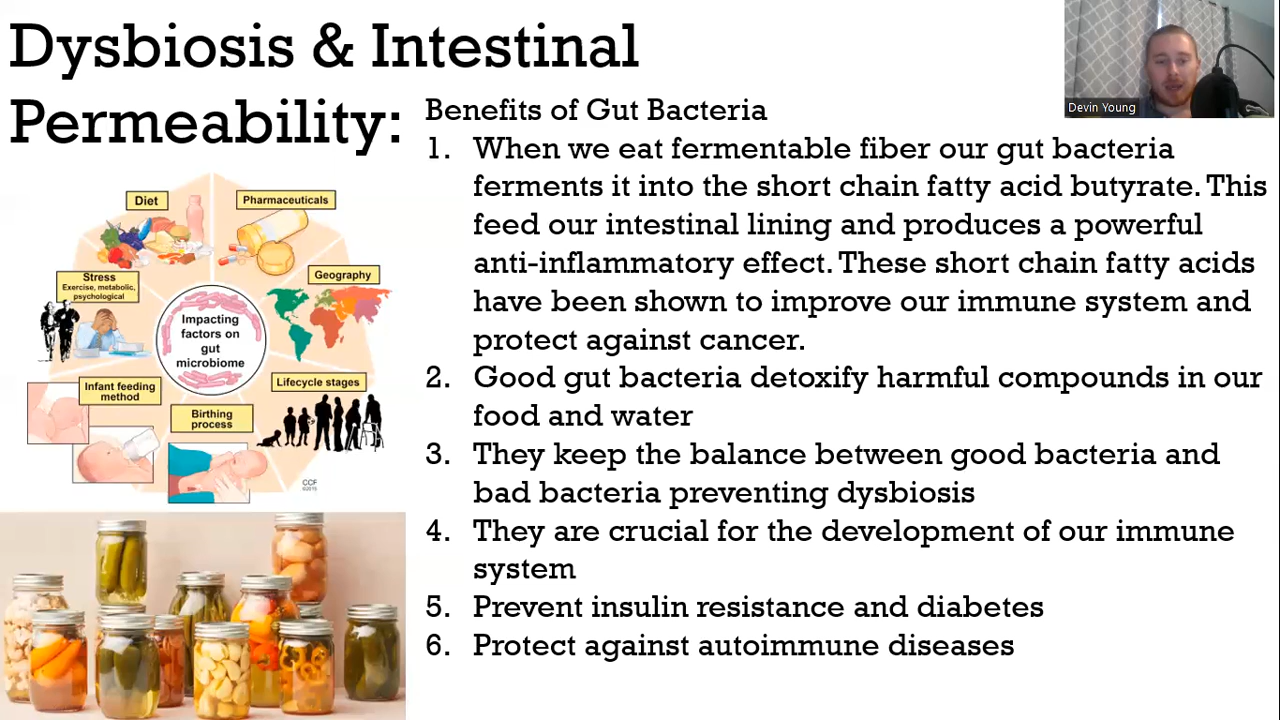 Dysbiosis & Intestinal
Permeability:
Devin Young
Benefits of Gut Bacteria
1. When we eat fermentable fiber our gut bacteria
ferments it into the short chain fatty acid butyrate. This
feed our intestinal lining and produces a powerful
anti-inflammatory effect. These short chain fatty acids
have been shown to improve our immune system and
protect against cancer.
2. Good gut bacteria detoxify harmful compounds in our
food and water
3. They keep the balance between good bacteria and
bad bacteria preventing dysbiosis
4. They are crucial for the development of our immune
system
5. Prevent insulin resistance and diabetes
6. Protect against autoimmune diseases
Diet
Pharmaceuticals
Stress
Exercise, metabolic,
psychological
Geography
Impacting
factors on
gut
microbiome
Infant feeding
method
Lifecycle stages
Birthing
process
CCF
©2015